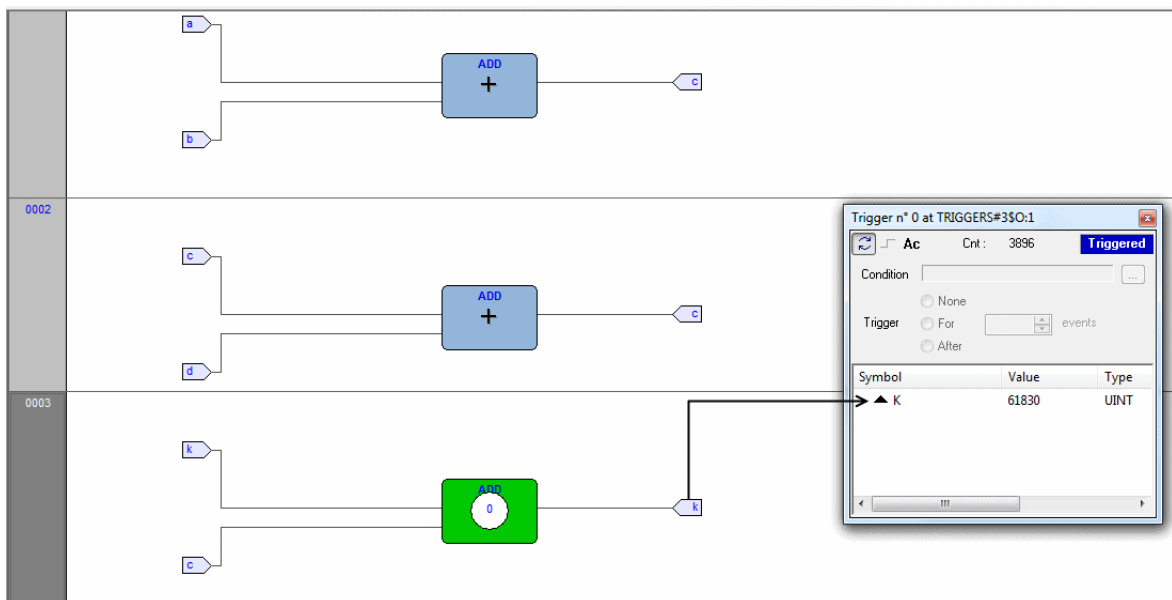 a
ADD
+
c
b
0002
c
ADD
+
c
d
0003
k
ADD
0
k
c
Trigger n° 0 at TRIGGERS#3$O:1
Ac Cnt : 3896 Triggered
Condition ...
None
Trigger For events
After
Symbol Value Type
K 61830 UINT